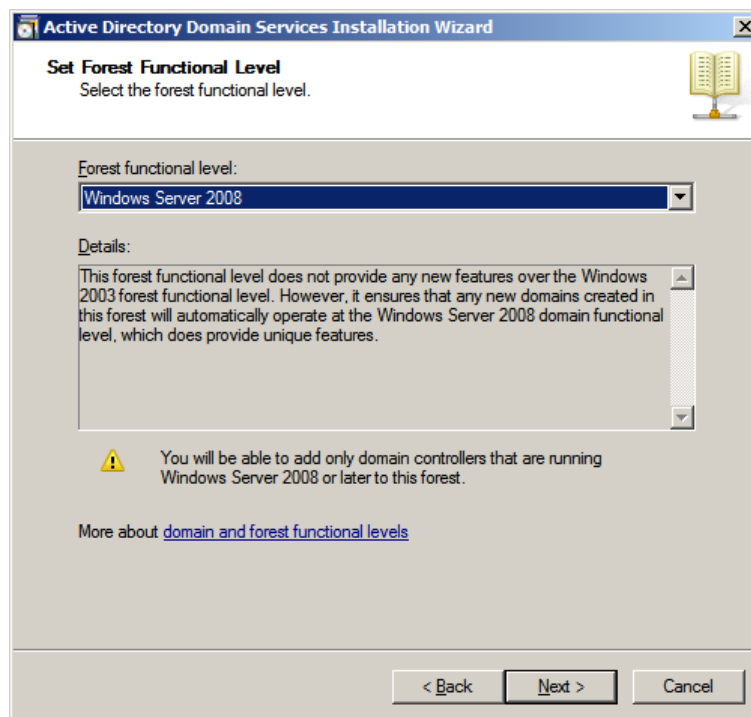 Active Directory Domain Services Installation Wizard
Set Forest Functional Level
Select the forest functional level.
Forest functional level:
Windows Server 2008
Details:
This forest functional level does not provide any new features over the Windows
2003 forest functional level. However, it ensures that any new domains created in
this forest will automatically operate at the Windows Server 2008 domain functional
level, which does provide unique features.
You will be able to add only domain controllers that are running
Windows Server 2008 or later to this forest.
More about domain and forest functional levels
< Back
Next >
Cancel